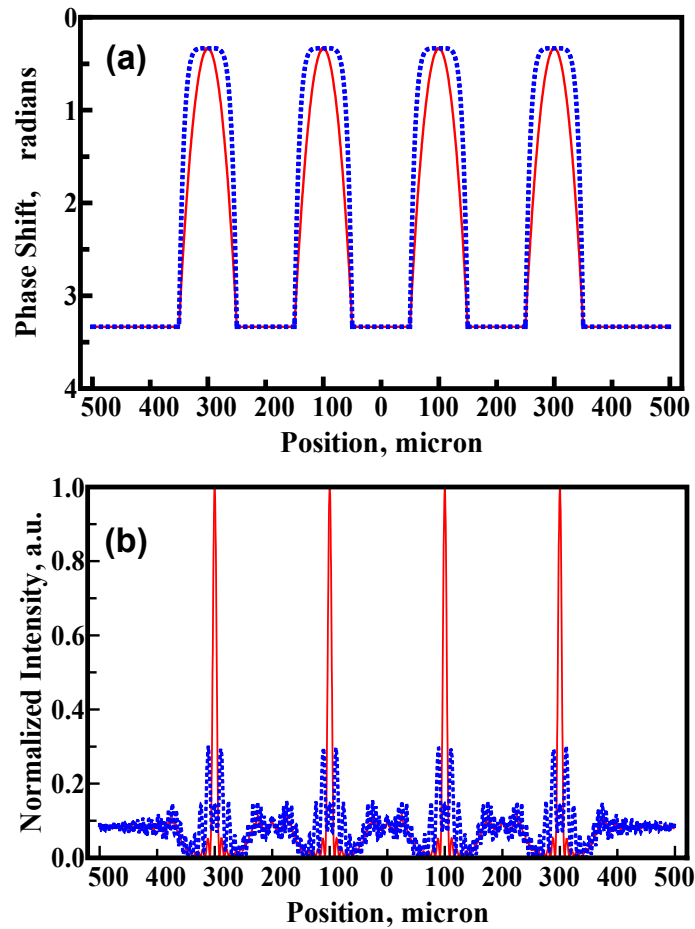 (a)
Phase Shift, radians
0
1
2
3
4
500 400 300 200 100 0 100 200 300 400 500
Position, micron
(b)
Normalized Intensity, a.u.
1.0
0.8
0.6
0.4
0.2
0.0
500 400 300 200 100 0 100 200 300 400 500
Position, micron